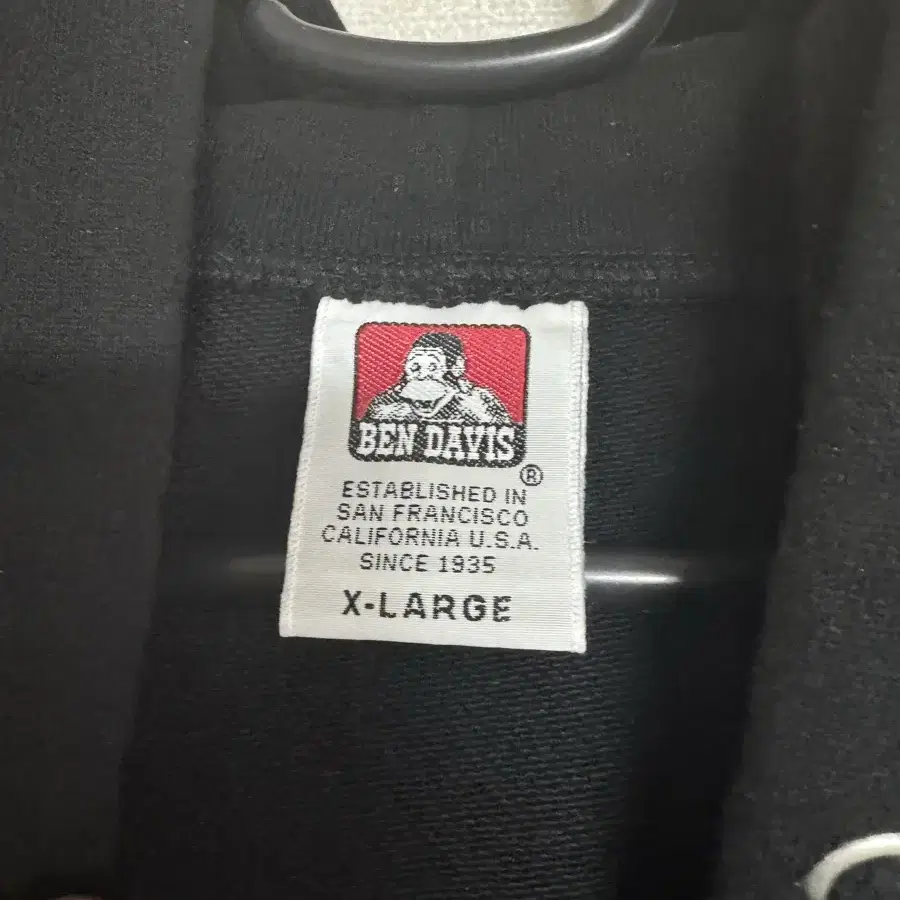 BEN DAVIS
®
ESTABLISHED IN
SAN FRANCISCO
CALIFORNIA U.S.A.
SINCE 1935
X-LARGE